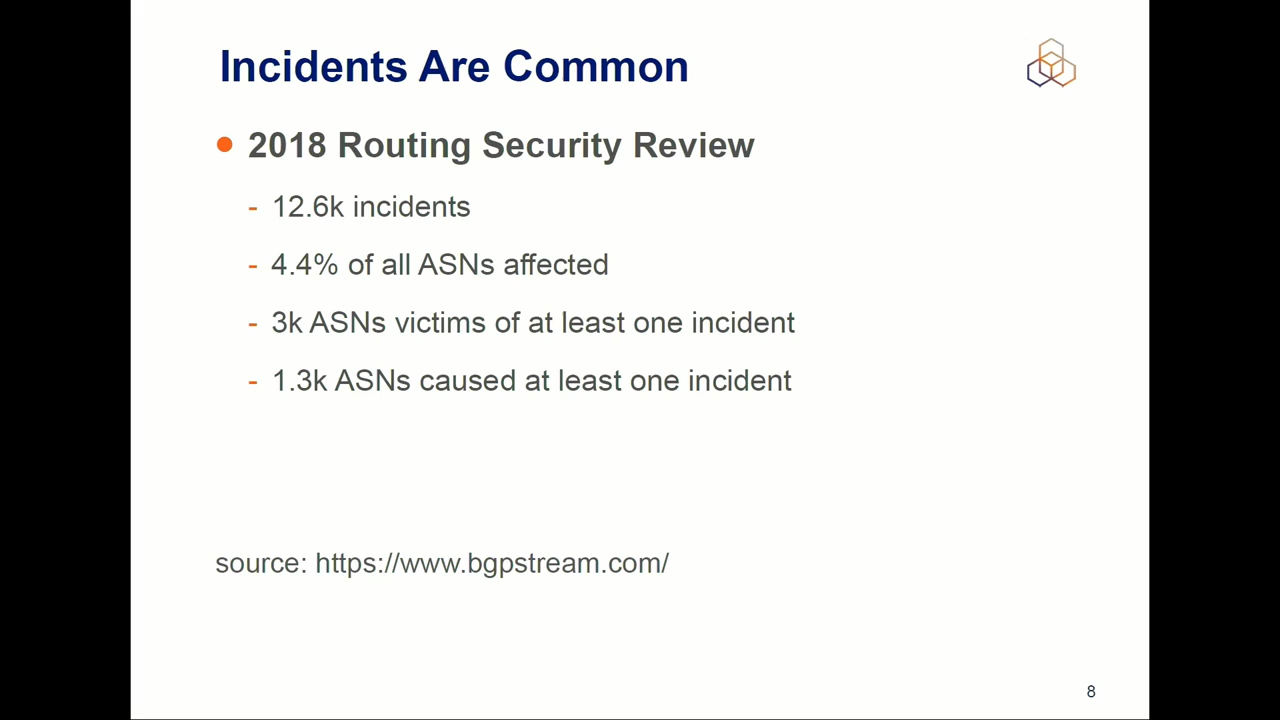 Incidents Are Common
2018 Routing Security Review
- 12.6k incidents
- 4.4% of all ASNs affected
- 3k ASNs victims of at least one incident
- 1.3k ASNs caused at least one incident
source: https://www.bgpstream.com/
8